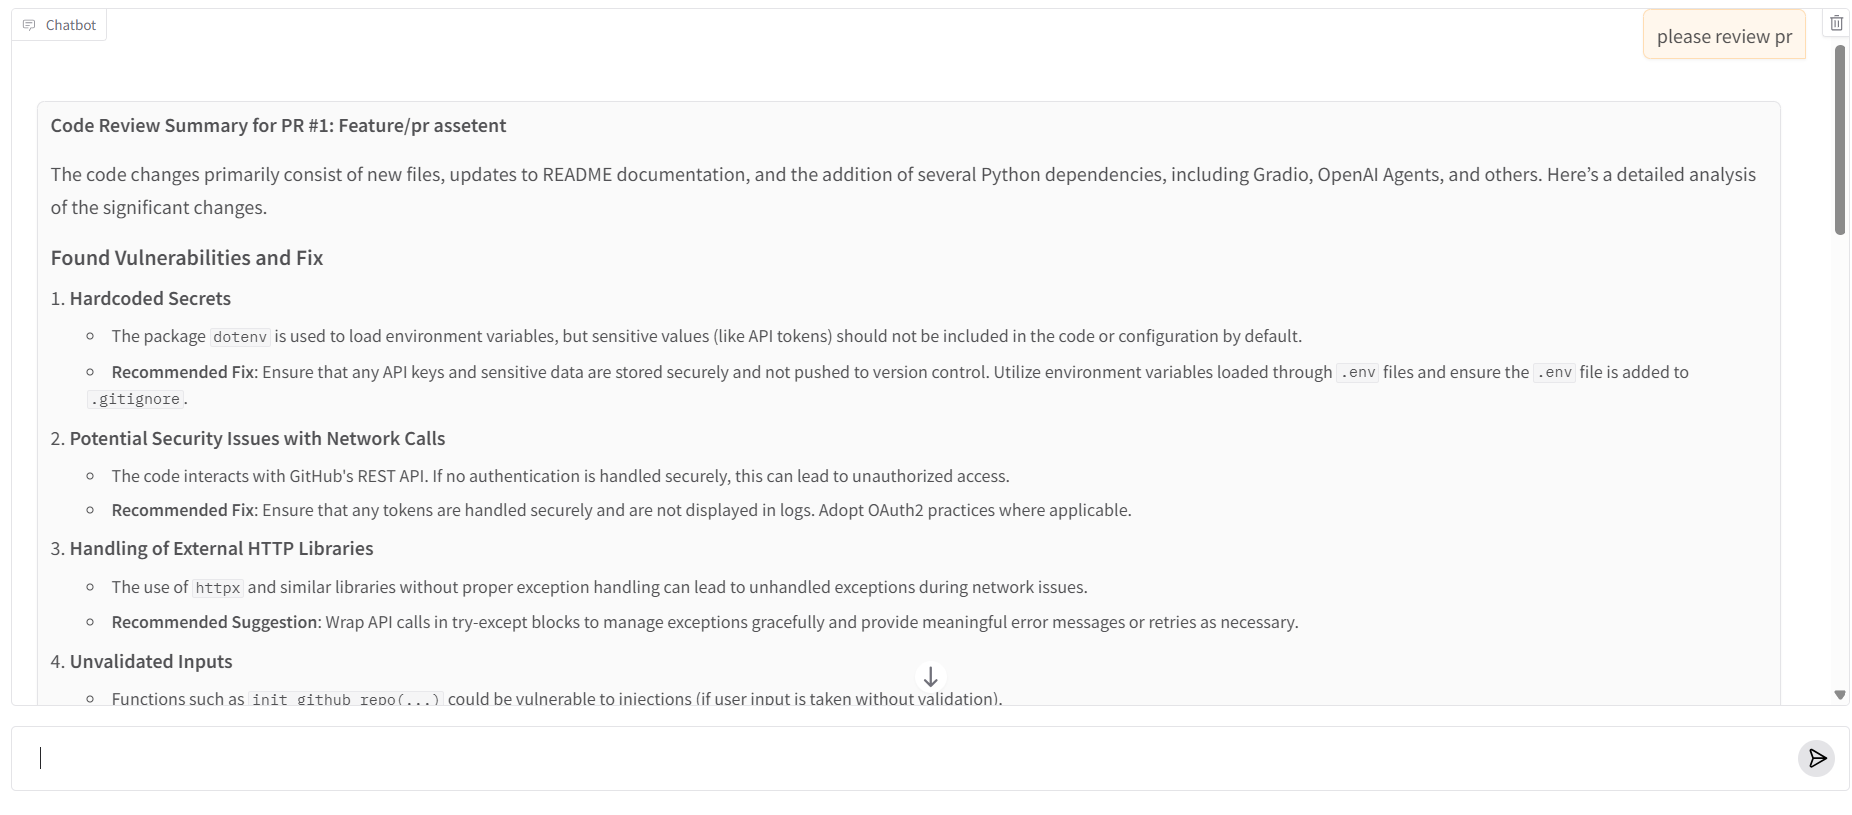 Chatbot
please review pr
Code Review Summary for PR #1: Feature/pr assetent
The code changes primarily consist of new files, updates to README documentation, and the addition of several Python dependencies, including Gradio, OpenAI Agents, and others. Here’s a detailed analysis
of the significant changes.
Found Vulnerabilities and Fix
1. Hardcoded Secrets
The package dotenv is used to load environment variables, but sensitive values (like API tokens) should not be included in the code or configuration by default.
Recommended Fix: Ensure that any API keys and sensitive data are stored securely and not pushed to version control. Utilize environment variables loaded through .env files and ensure the .env file is added to
.gitignore.
2. Potential Security Issues with Network Calls
The code interacts with GitHub's REST API. If no authentication is handled securely, this can lead to unauthorized access.
Recommended Fix: Ensure that any tokens are handled securely and are not displayed in logs. Adopt OAuth2 practices where applicable.
3. Handling of External HTTP Libraries
The use of httpx and similar libraries without proper exception handling can lead to unhandled exceptions during network issues.
Recommended Suggestion: Wrap API calls in try-except blocks to manage exceptions gracefully and provide meaningful error messages or retries as necessary.
4. Unvalidated Inputs
Functions such as init_github_repo(...) could be vulnerable to injections (if user input is taken without validation).